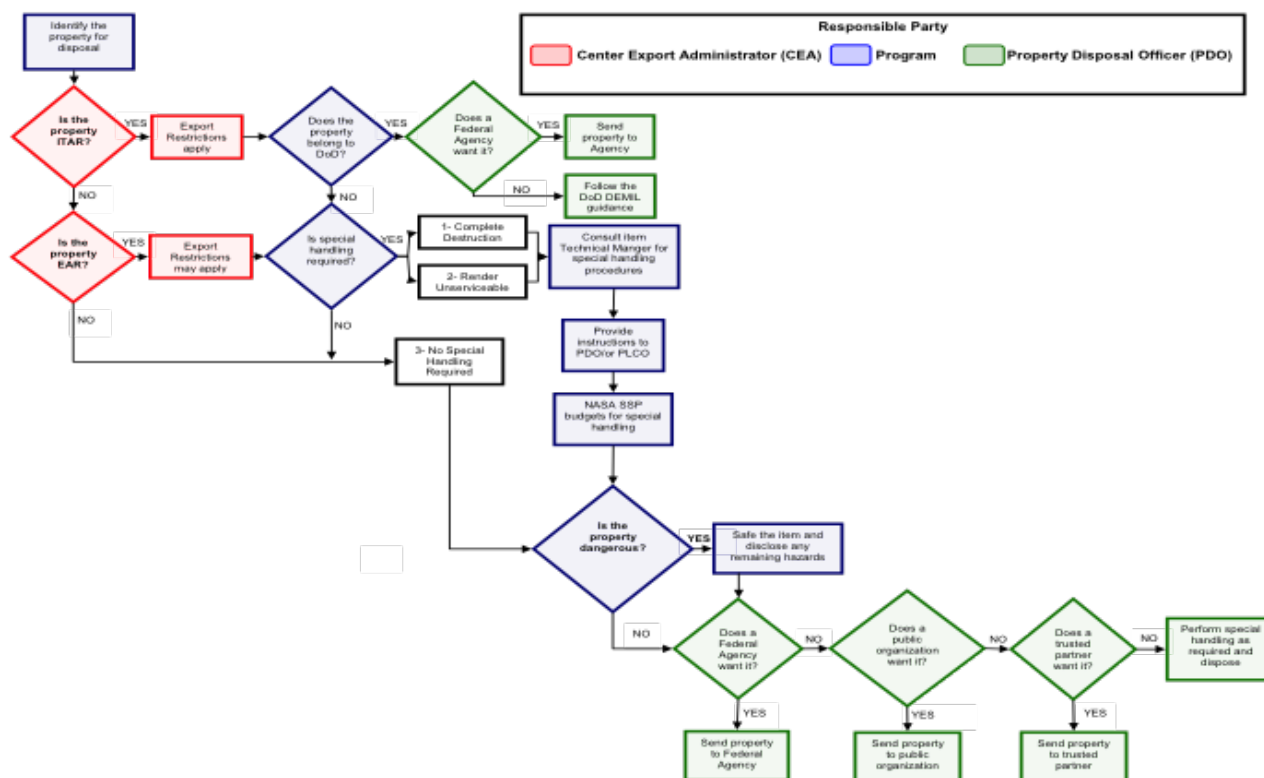 Identify the
property for
disposal
Responsible Party
Center Export Administrator (CEA)
Program
Property Disposal Officer (PDO)
Is the
property
ITAR?
YES
Export
Restrictions
apply
Does the
property
belong to
DoD?
YES
Does a
Federal
Agency
want it?
YES
Send
property to
Agency
NO
NO
NO
Follow the
DoD DEMIL
guidance
Is the
property
EAR?
YES
Export
Restrictions
may apply
Is special
handling
required?
YES
1- Complete
Destruction
2- Render
Unserviceable
Consult item
Technical Manger for
special handling
procedures
NO
NO
3- No Special
Handling
Required
Provide
instructions to
PDO/or PLCO
NASA SSP
budgets for special
handling
Is the
property
dangerous?
YES
Safe the item and
disclose any
remaining hazards
NO
Does a
Federal
Agency
want it?
NO
Does a
public
organization
want it?
NO
Does a
trusted
partner
want it?
NO
Perform special
handling as
required and
dispose
YES
YES
YES
Send property
to Federal
Agency
Send property
to public
organization
Send property
to trusted
partner